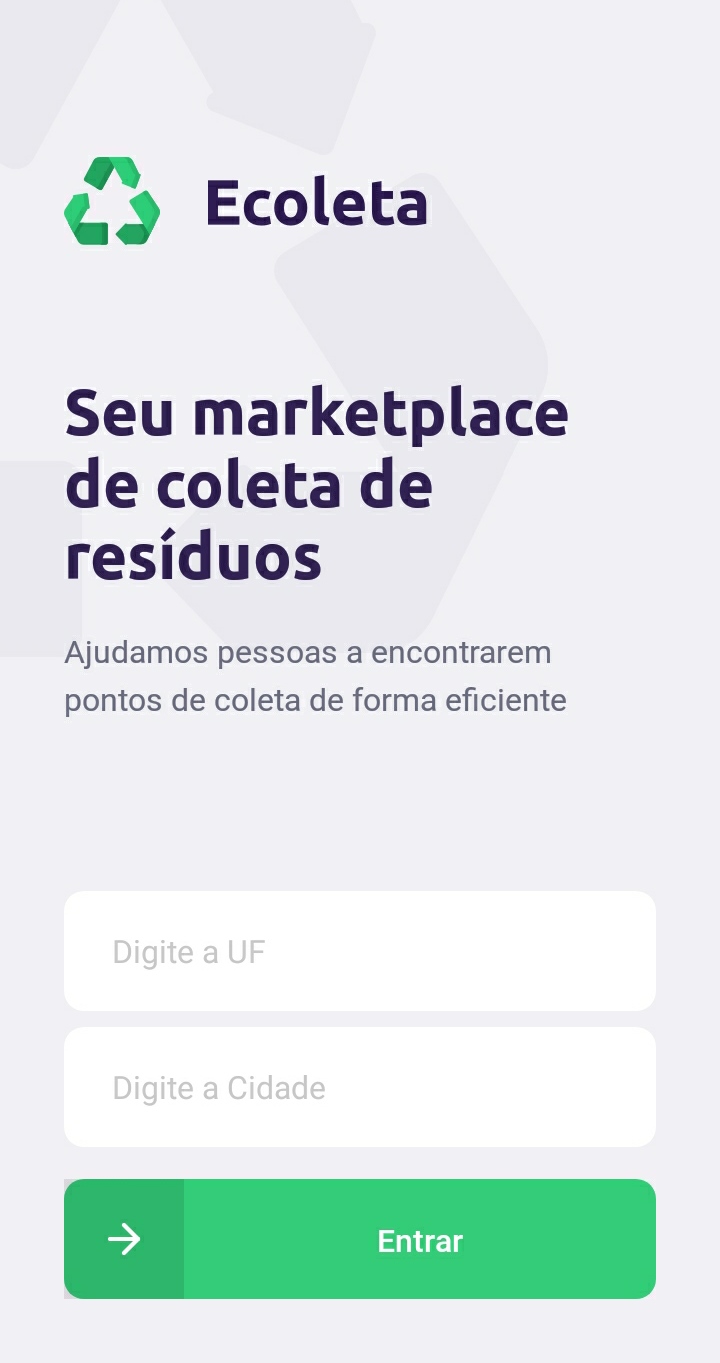 Ecoleta
Seu marketplace
de coleta de
resíduos
Ajudamos pessoas a encontrarem
pontos de coleta de forma eficiente
Digite a UF
Digite a Cidade
Entrar